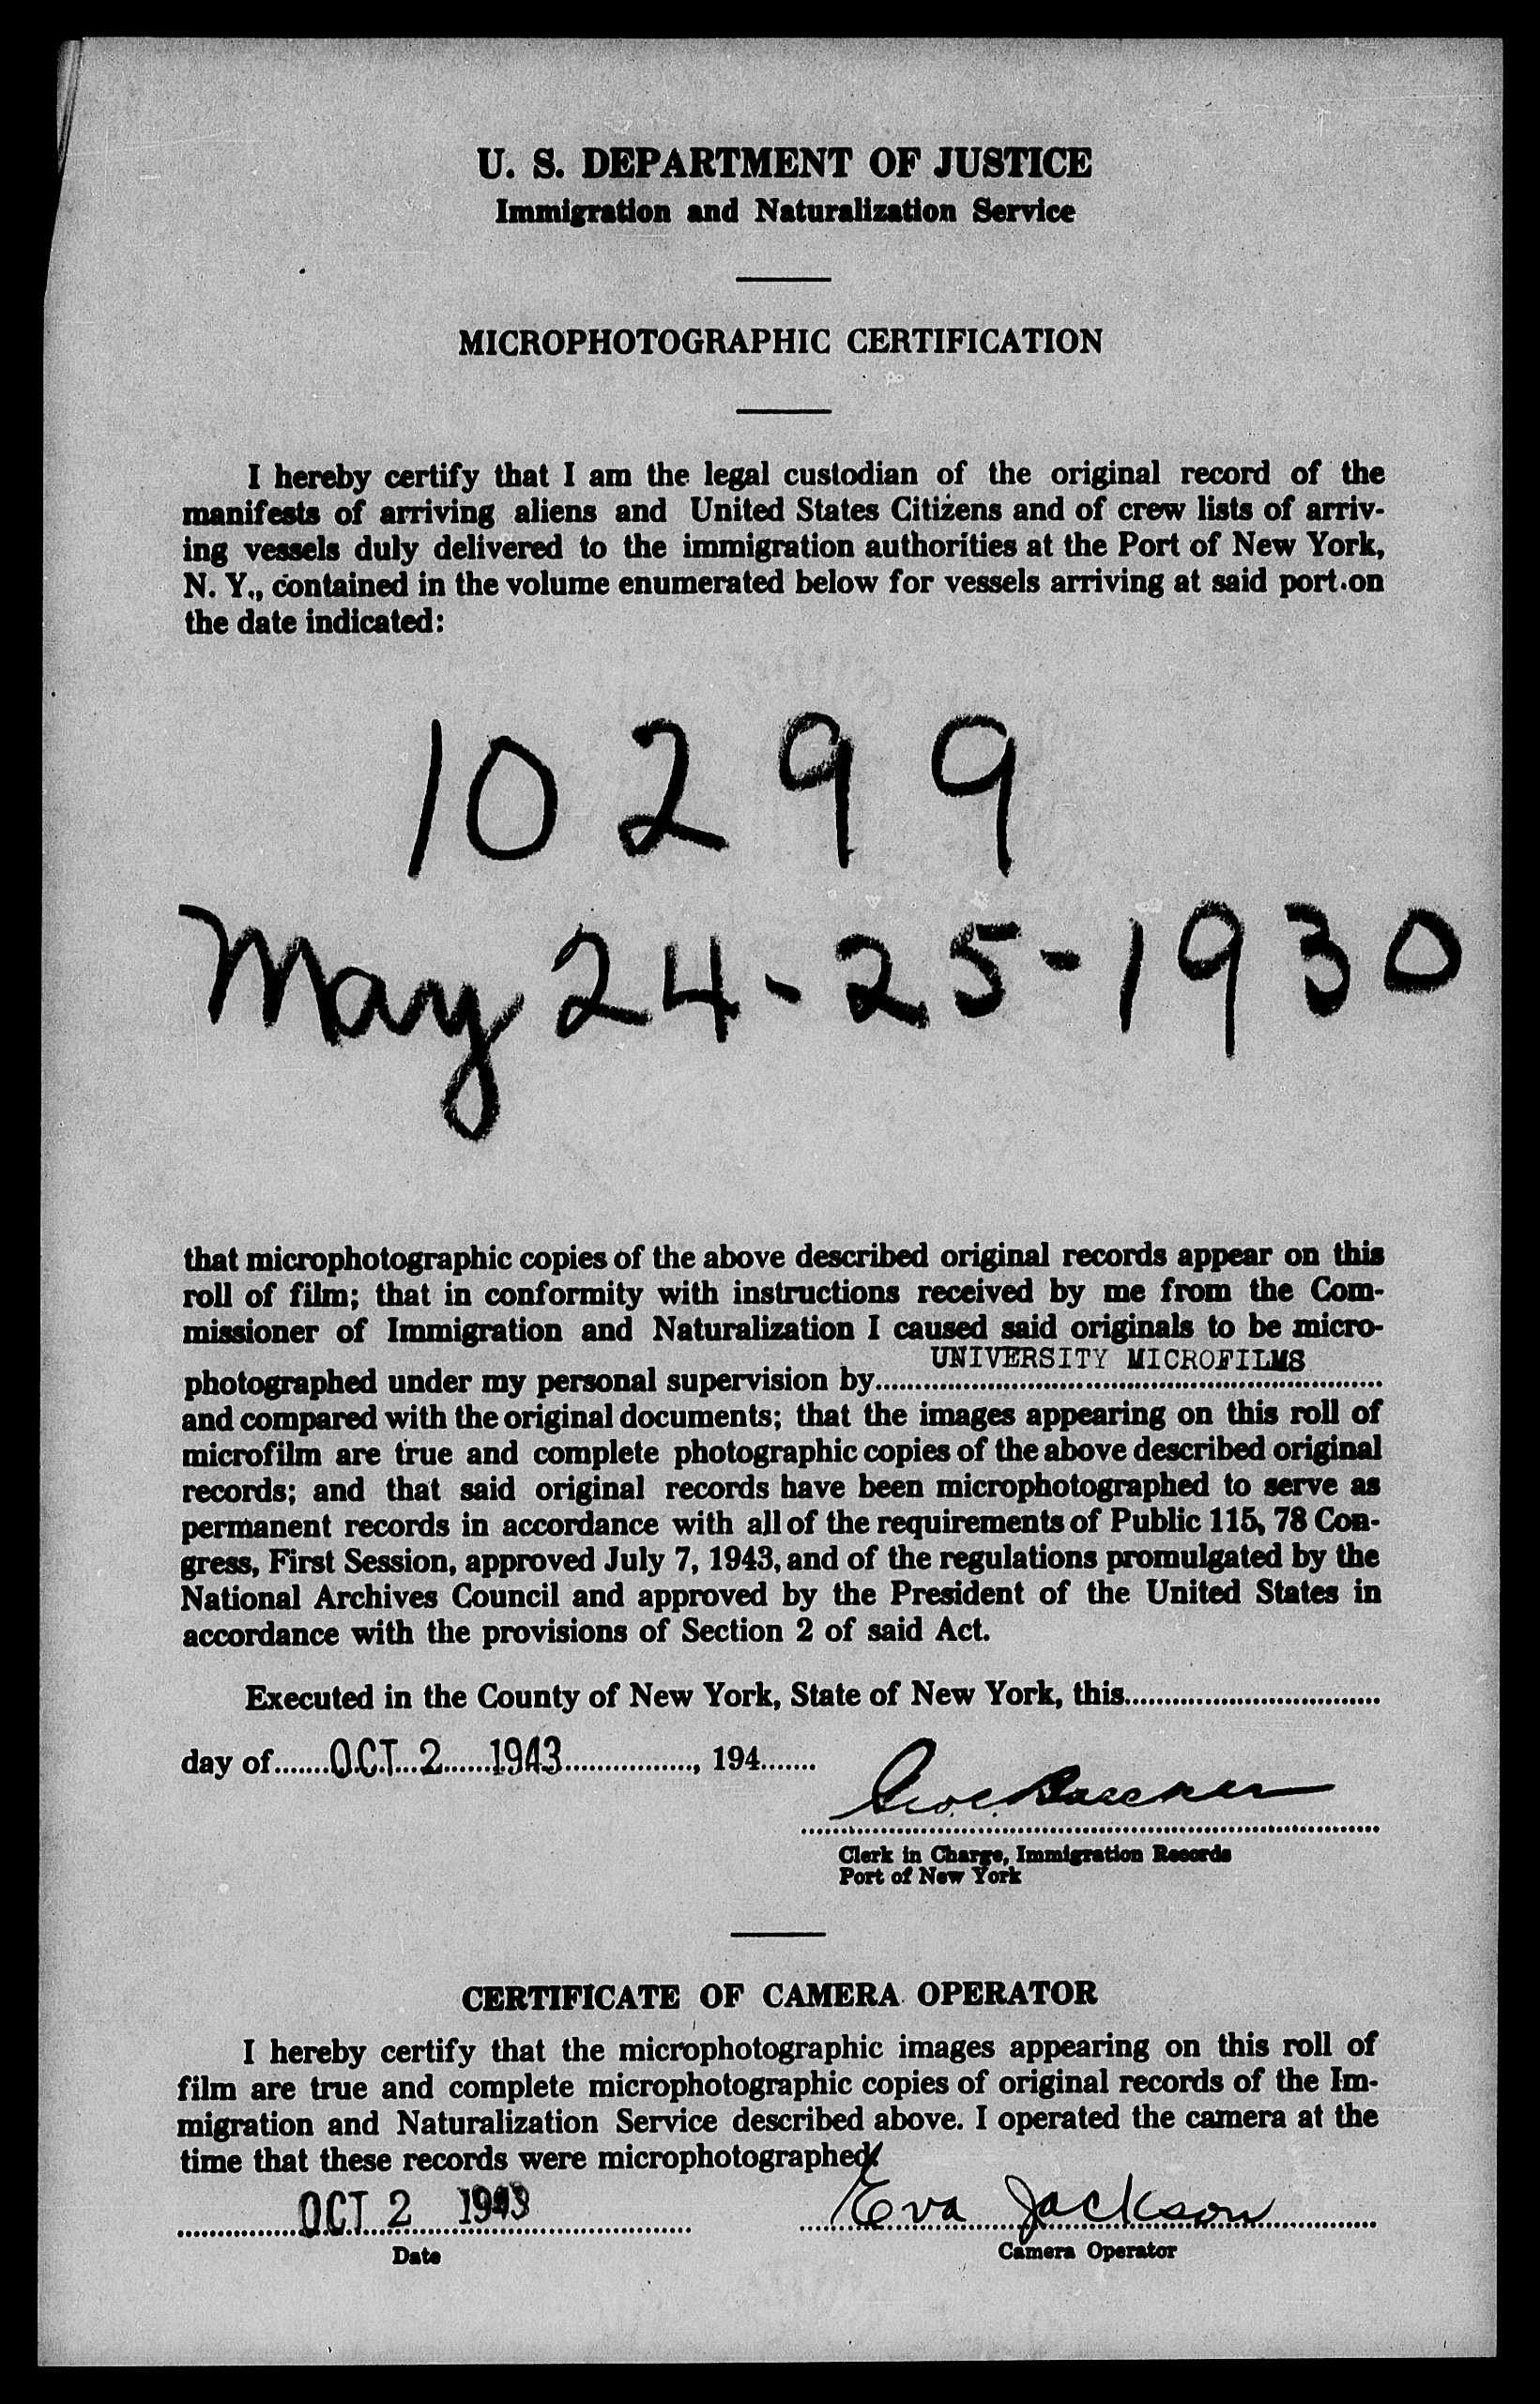 U. S. DEPARTMENT OF JUSTICE
Immigration and Naturalization Service
MICROPHOTOGRAPHIC CERTIFICATION
I hereby certify that I am the legal custodian of the original record of the
manifests of arriving aliens and United States Citizens and of crew lists of arriv-
ing vessels duly delivered to the immigration authorities at the Port of New York,
N. Y., contained in the volume enumerated below for vessels arriving at said port on
the date indicated:
10299
May 24-25-1930
that microphotographic copies of the above described original records appear on this
roll of film; that in conformity with instructions received by me from the Com-
missioner of Immigration and Naturalization I caused said originals to be micro-
photographed under my personal supervision by UNIVERSITY MICROFILMS
and compared with the original documents; that the images appearing on this roll of
microfilm are true and complete photographic copies of the above described original
records; and that said original records have been microphotographed to serve as
permanent records in accordance with all of the requirements of Public 115, 78 Con-
gress, First Session, approved July 7, 1943, and of the regulations promulgated by the
National Archives Council and approved by the President of the United States in
accordance with the provisions of Section 2 of said Act.
Executed in the County of New York, State of New York, this
day of OCT 2 1943, 194
Clerk in Charge, Immigration Records
Port of New York
CERTIFICATE OF CAMERA OPERATOR
I hereby certify that the microphotographic images appearing on this roll of
film are true and complete microphotographic copies of original records of the Im-
migration and Naturalization Service described above. I operated the camera at the
time that these records were microphotographed.
OCT 2 1943 Eva Jackson
Date Camera Operator